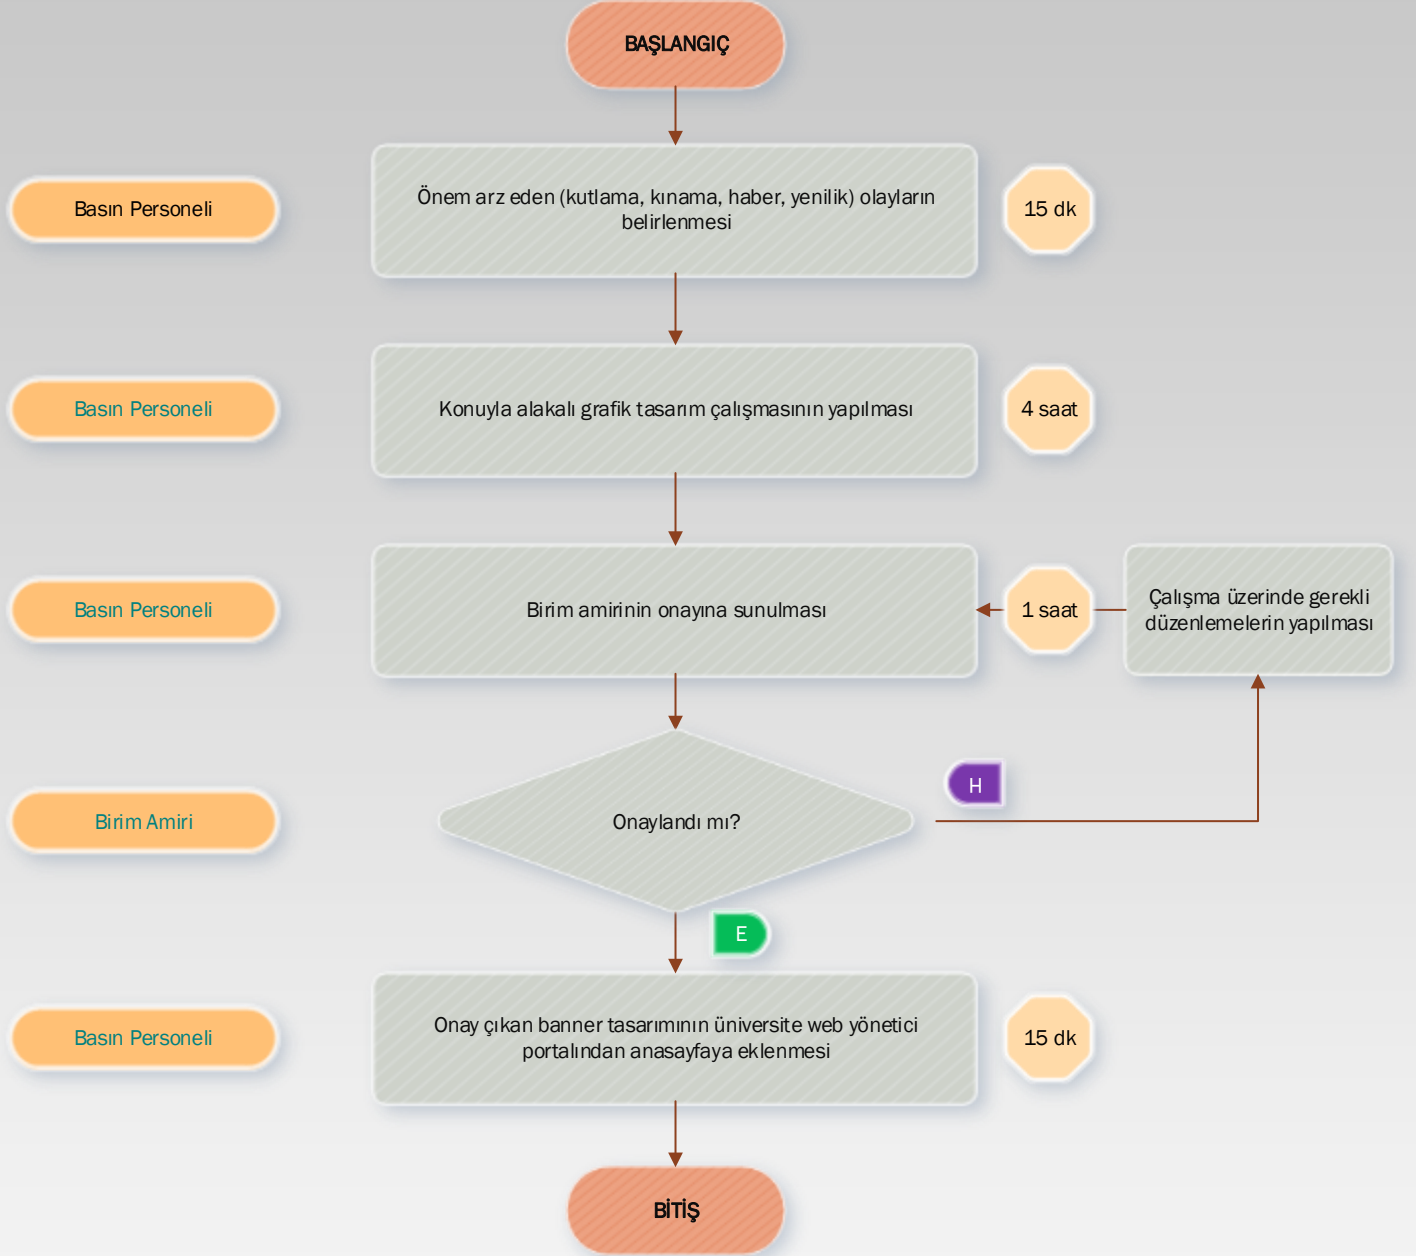 BAŞLANGIÇ
Basın Personeli
Önem arz eden (kutlama, kınama, haber, yenilik) olayların
belirlenmesi
15 dk
Basın Personeli
Konuyla alakalı grafik tasarım çalışmasının yapılması
4 saat
Basın Personeli
Birim amirinin onayına sunulması
1 saat
Çalışma üzerinde gerekli
düzenlemelerin yapılması
Birim Amiri
Onaylandı mı?
H
E
Basın Personeli
Onay çıkan banner tasarımının üniversite web yönetici
portalından anasayfaya eklenmesi
15 dk
BİTİŞ